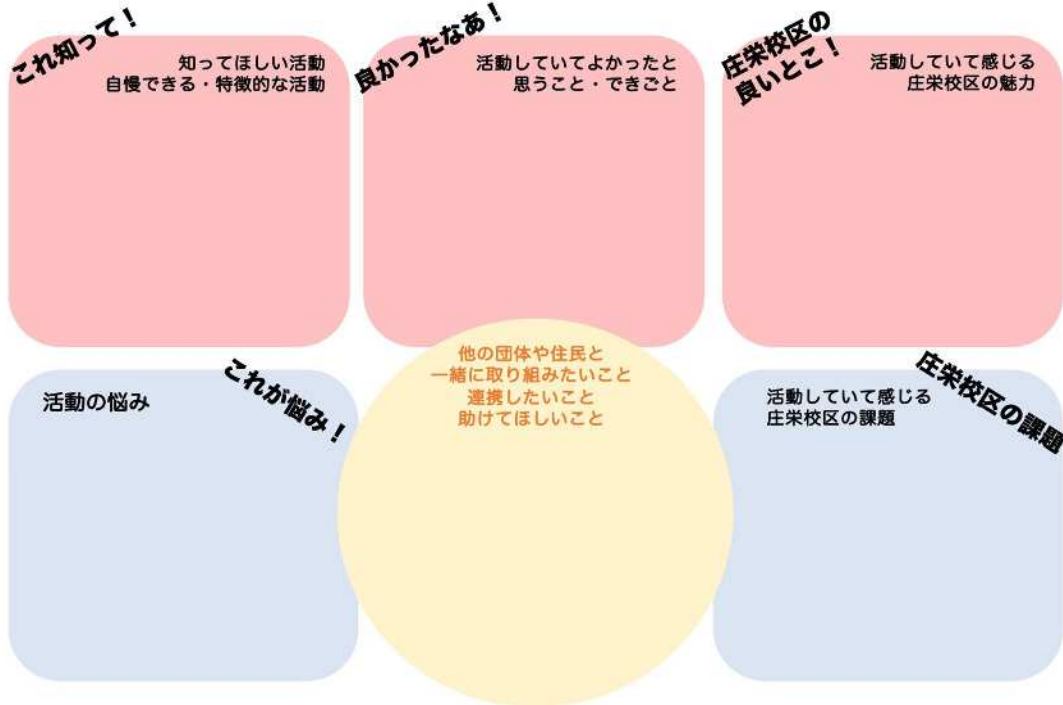 これ知って！
知ってほしい活動
自慢できる・特徴的な活動
良かったなあ！
活動していてよかったと
思うこと・できごと
庄栄校区の
良いとこ！
活動していて感じる
庄栄校区の魅力
これが悩み！
活動の悩み
他の団体や住民と
一緒に取り組みたいこと
連携したいこと
助けてほしいこと
庄栄校区の課題
活動していて感じる
庄栄校区の課題